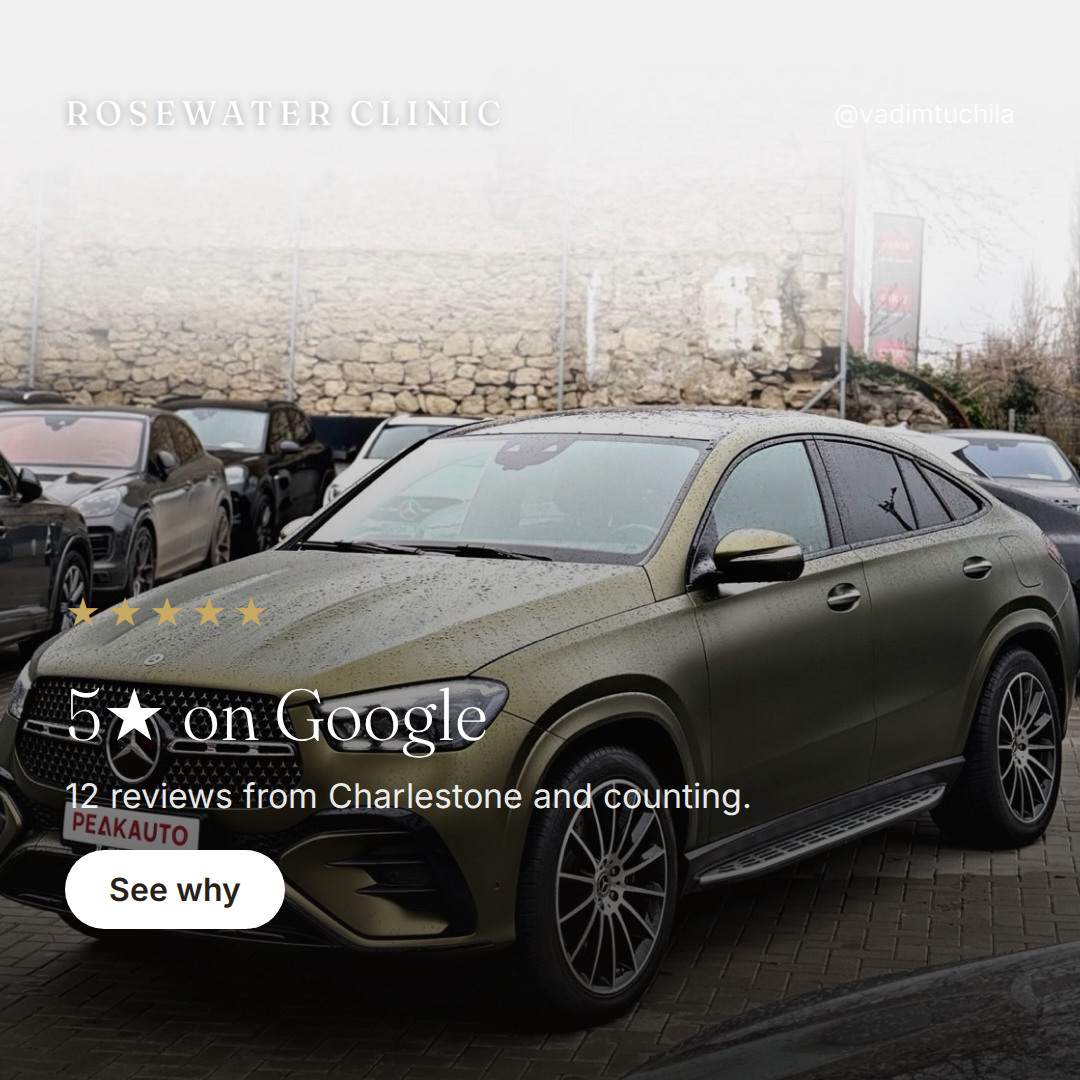 ROSEWATER CLINIC
@vadimtuchila
★★★★★
5★ on Google
12 reviews from Charlestone and counting.
PEAKAUTO
See why